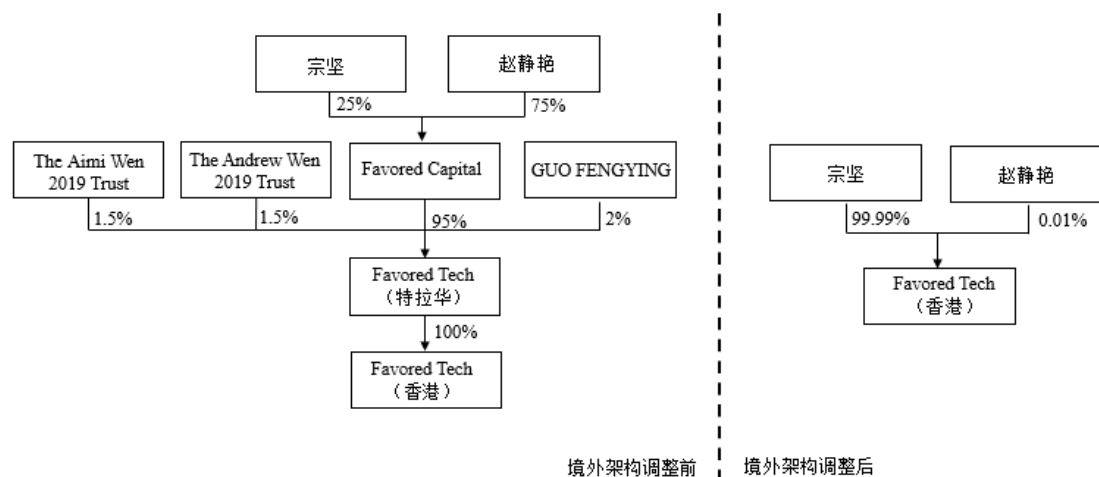 宗坚
赵静艳
25%
75%
The Aimi Wen
2019 Trust
The Andrew Wen
2019 Trust
Favored Capital
GUO FENGYING
1.5%
1.5%
95%
2%
Favored Tech
（特拉华）
100%
Favored Tech
（香港）
境外架构调整前
宗坚
赵静艳
99.99%
0.01%
Favored Tech
（香港）
境外架构调整后